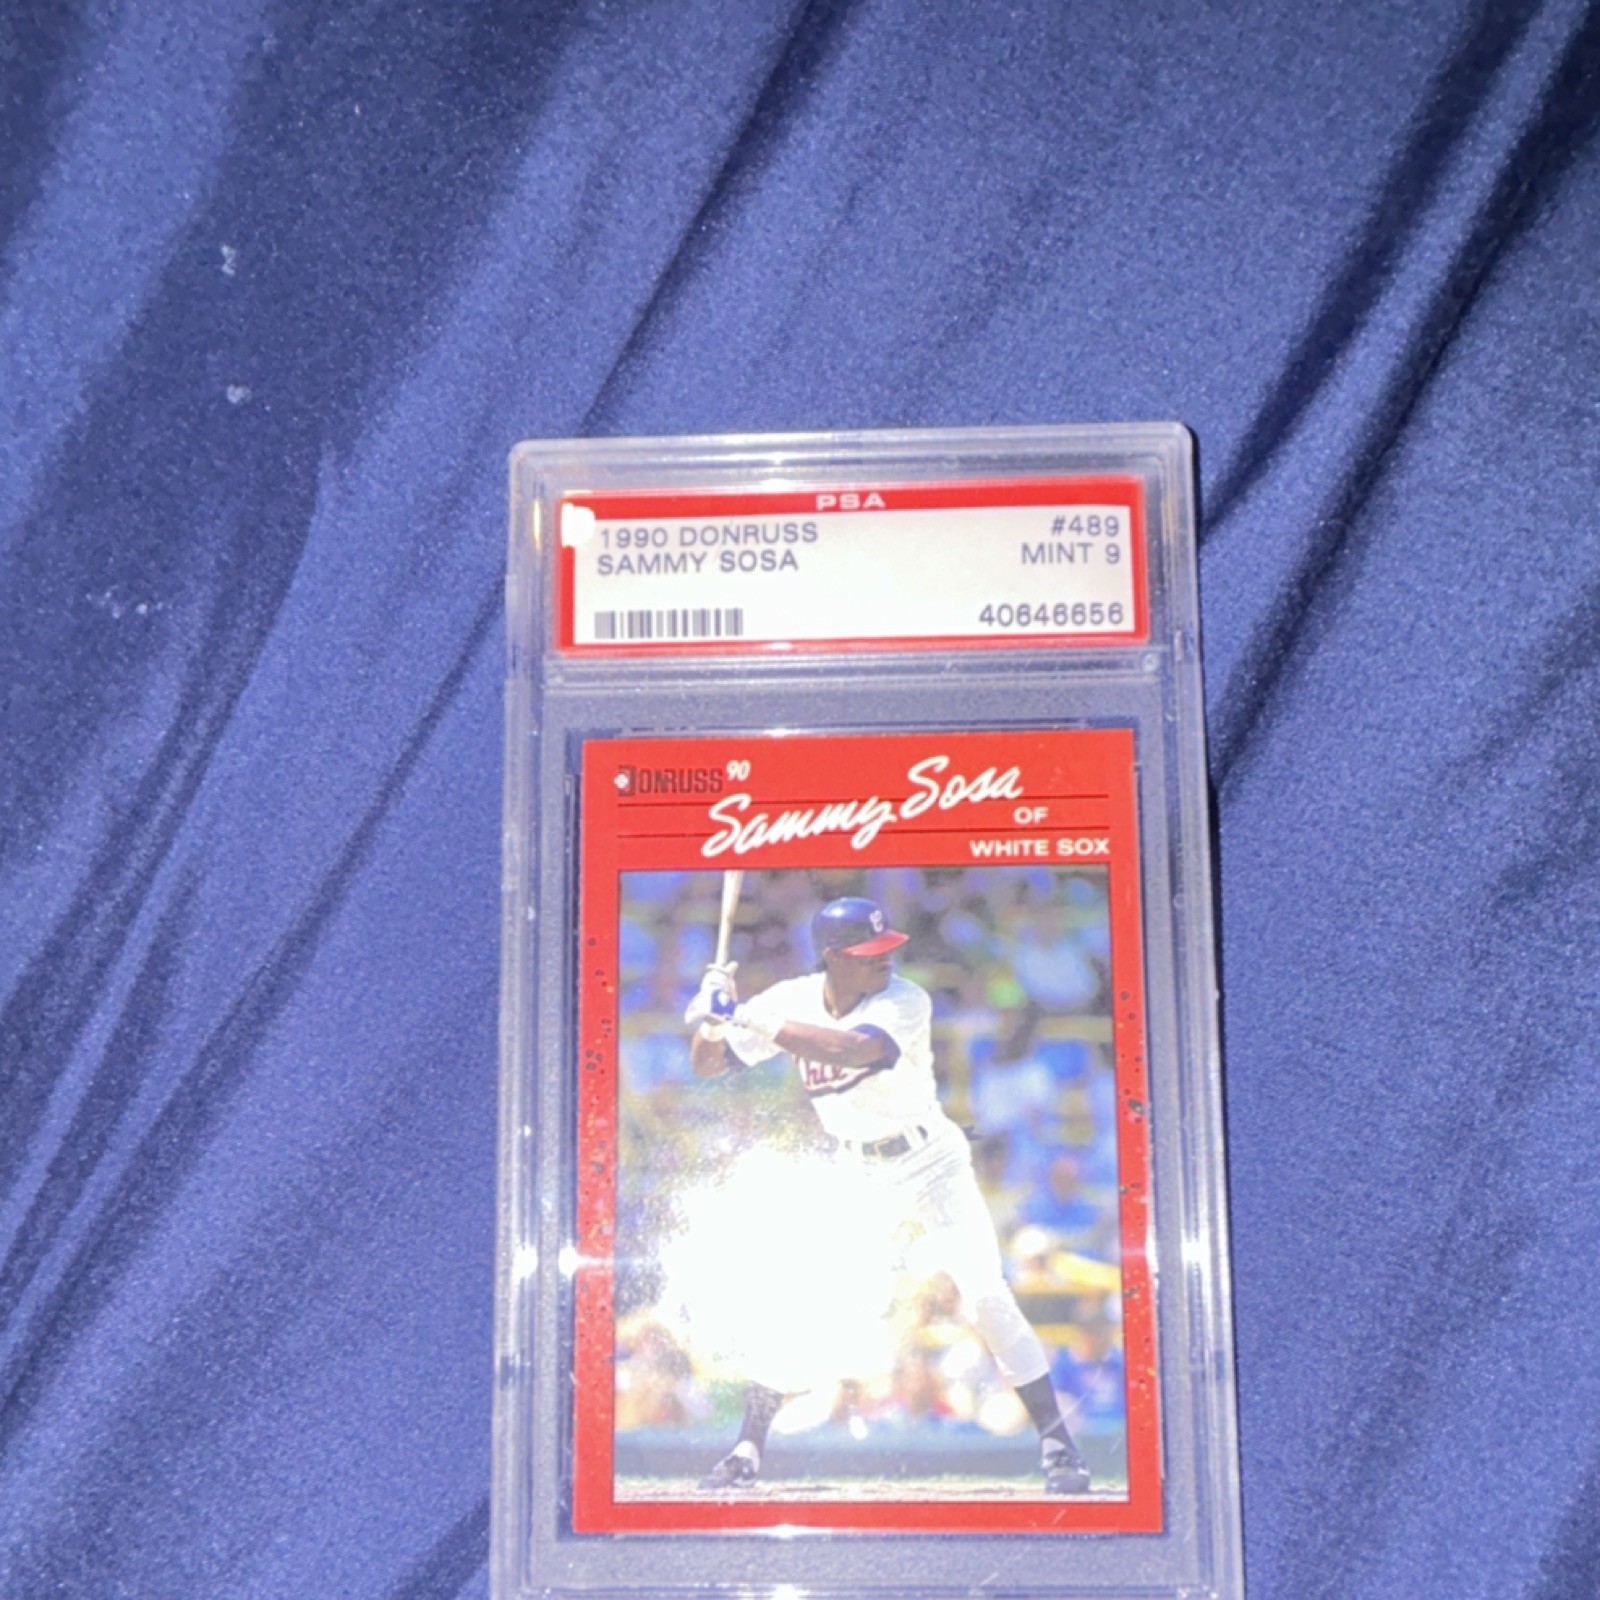 PSA
1990 DONRUSS #489
SAMMY SOSA MINT 9
40646656
DONRUSS 90
Sammy Sosa
OF
WHITE SOX